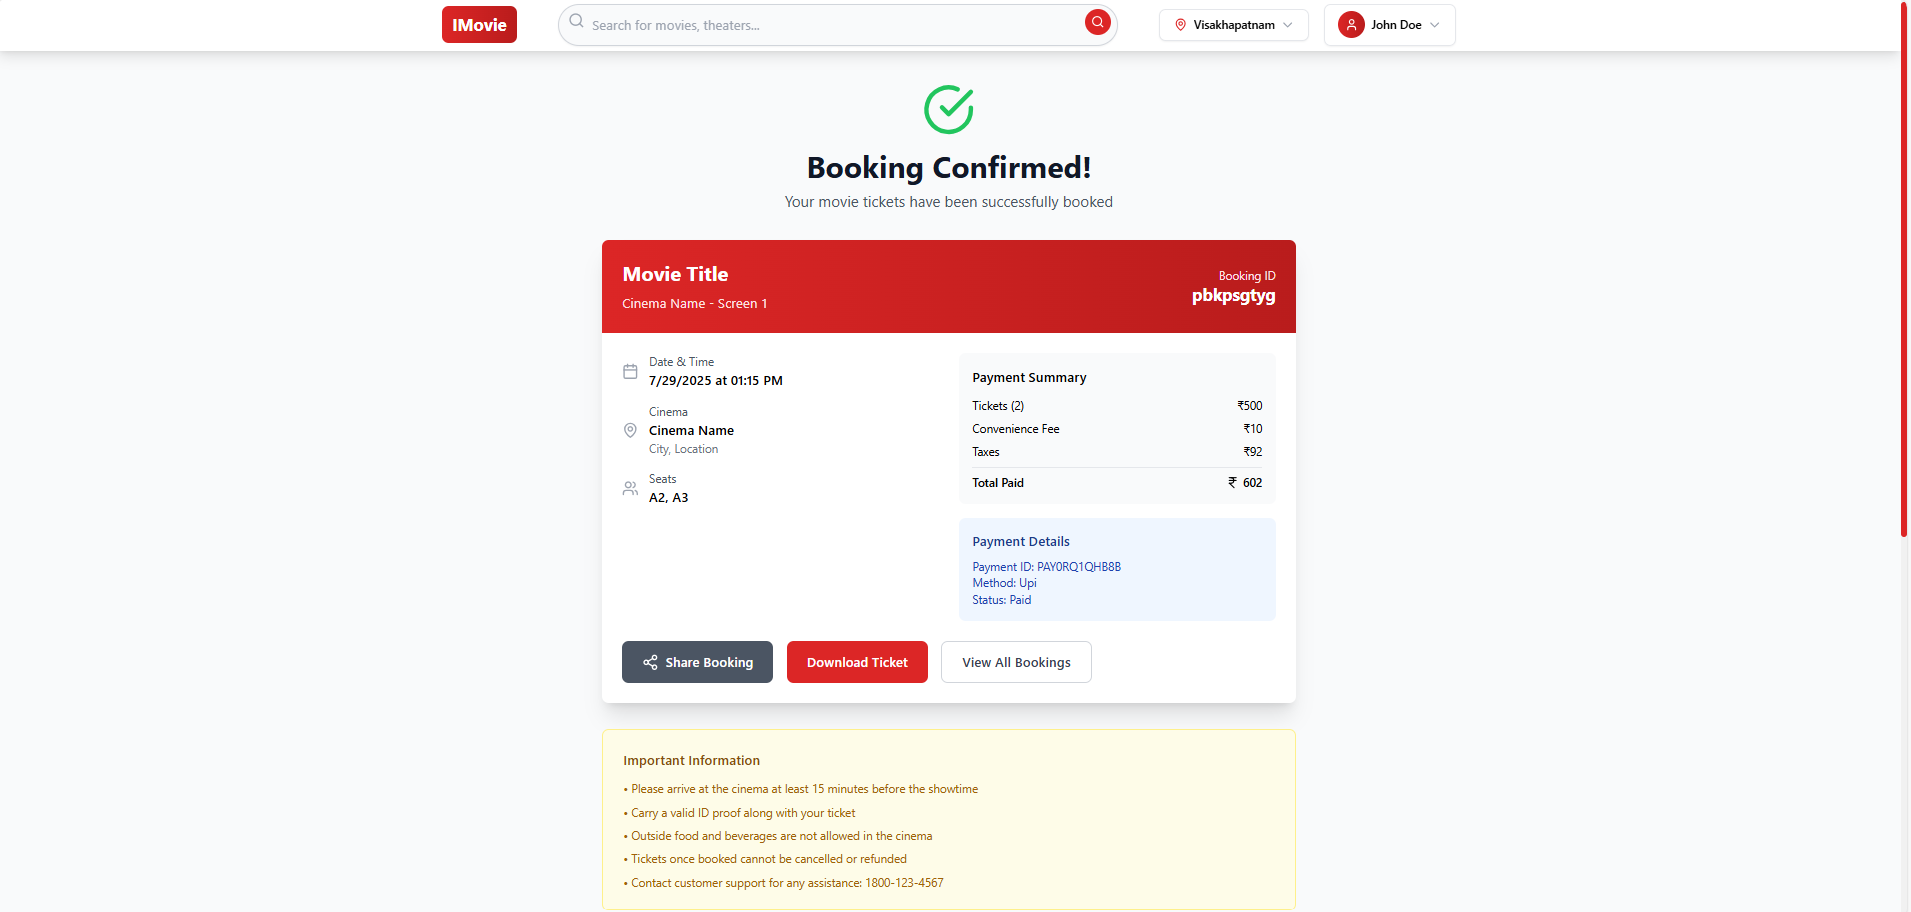 IMovie
Search for movies, theaters...
Visakhapatnam
John Doe
Booking Confirmed!
Your movie tickets have been successfully booked
Movie Title
Cinema Name - Screen 1
Booking ID
pbkpsgtyg
Date & Time
7/29/2025 at 01:15 PM
Cinema
Cinema Name
City, Location
Seats
A2, A3
Payment Summary
Tickets (2) ₹500
Convenience Fee ₹10
Taxes ₹92
Total Paid ₹ 602
Payment Details
Payment ID: PAY0RQ1QHB8B
Method: Upi
Status: Paid
Share Booking
Download Ticket
View All Bookings
Important Information
• Please arrive at the cinema at least 15 minutes before the showtime
• Carry a valid ID proof along with your ticket
• Outside food and beverages are not allowed in the cinema
• Tickets once booked cannot be cancelled or refunded
• Contact customer support for any assistance: 1800-123-4567